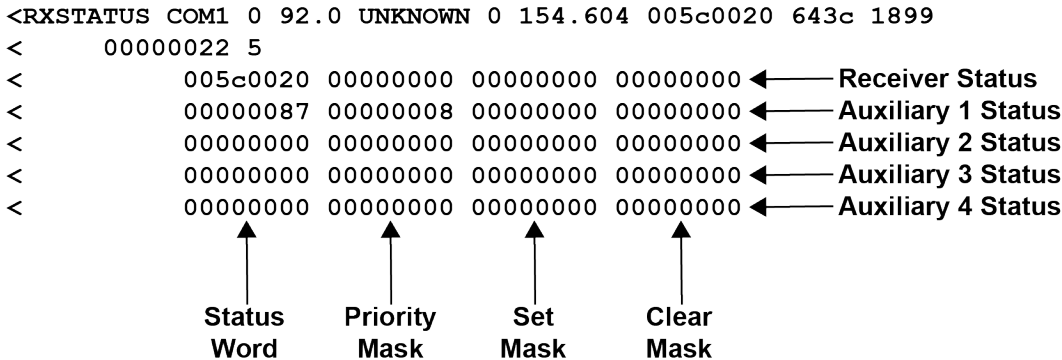 <RXSTATUS COM1 0 92.0 UNKNOWN 0 154.604 005c0020 643c 1899
< 00000022 5
< 005c0020 00000000 00000000 00000000 Receiver Status
< 00000087 00000008 00000000 00000000 Auxiliary 1 Status
< 00000000 00000000 00000000 00000000 Auxiliary 2 Status
< 00000000 00000000 00000000 00000000 Auxiliary 3 Status
< 00000000 00000000 00000000 00000000 Auxiliary 4 Status
Status Priority Set Clear
Word Mask Mask Mask